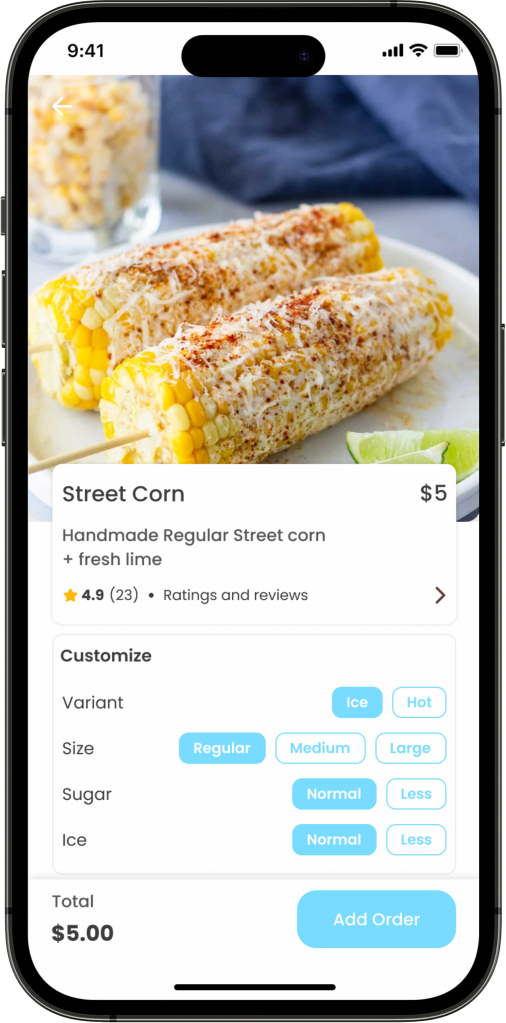 9:41
Street Corn $5
Handmade Regular Street corn
+ fresh lime
4.9 (23) • Ratings and reviews
Customize
Variant Ice Hot
Size Regular Medium Large
Sugar Normal Less
Ice Normal Less
Total
$5.00 Add Order